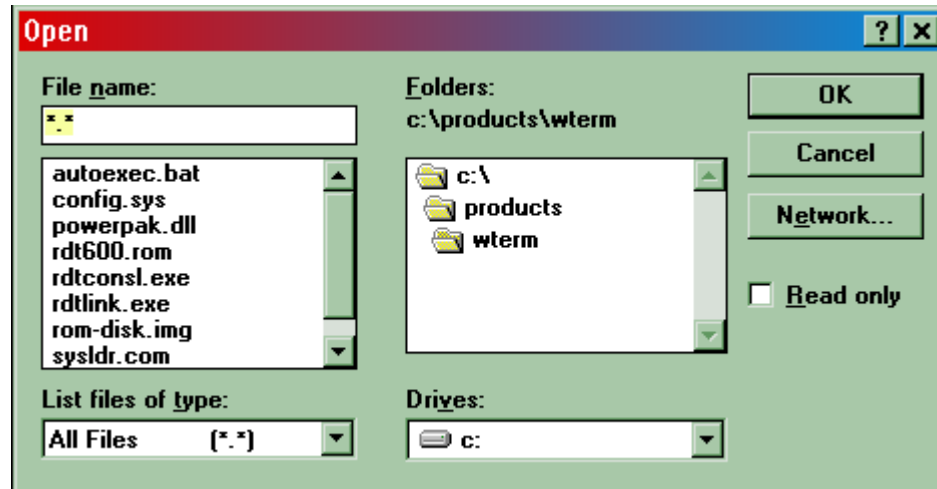 Open
File name:
*.*
autoexec.bat
config.sys
powerpak.dll
rdt600.rom
rdtconsl.exe
rdtlink.exe
rom-disk.img
sysldr.com
List files of type:
All Files (*.*)
Folders:
c:\products\wterm
c:\
products
wterm
Drives:
c:
OK
Cancel
Network...
Read only